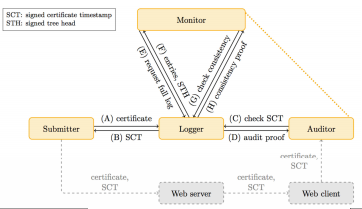 SCT: signed certificate timestamp
STH: signed tree head
Monitor
(E) request full log
(F) entries, STH
(G) check consistency
(H) consistency proof
Submitter
(A) certificate
(B) SCT
Logger
(C) check SCT
(D) audit proof
Auditor
certificate,
SCT
certificate,
SCT
certificate,
SCT
Web server
Web client